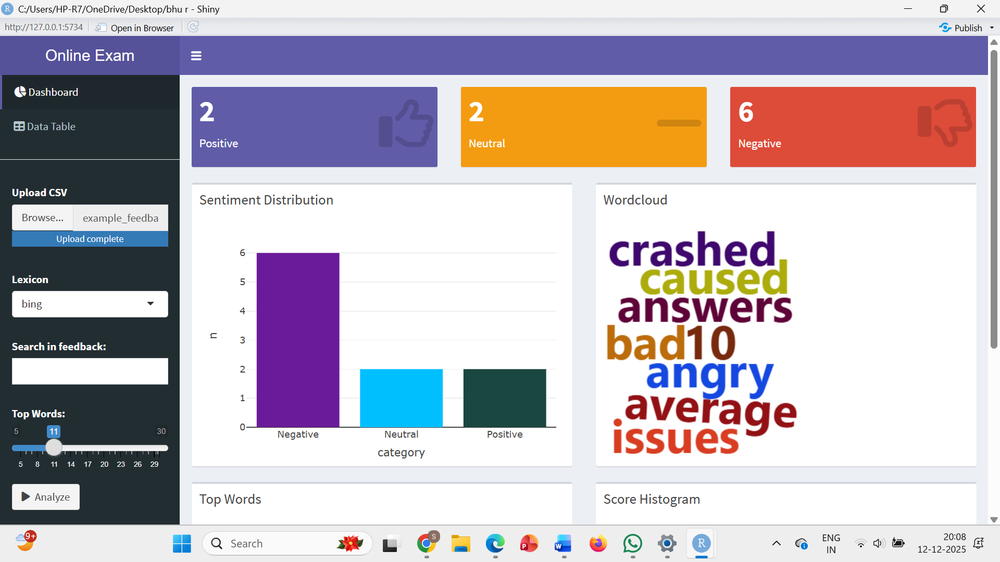 C:/Users/HP-R7/OneDrive/Desktop/bhu r - Shiny
http://127.0.0.1:5734
Open in Browser
Publish
Online Exam
Dashboard
Data Table
Upload CSV
Browse...
example_feedba
Upload complete
Lexicon
bing
Search in feedback:
Top Words:
5
11
30
5 8 11 14 17 20 23 26 29
Analyze
2
Positive
2
Neutral
6
Negative
Sentiment Distribution
6
5
4
3
2
1
0
n
Negative Neutral Positive
category
Wordcloud
crashed
caused
answers
bad 10
angry
average
issues
Top Words
Score Histogram
9+
Search
S
ENG
IN
20:08
12-12-2025